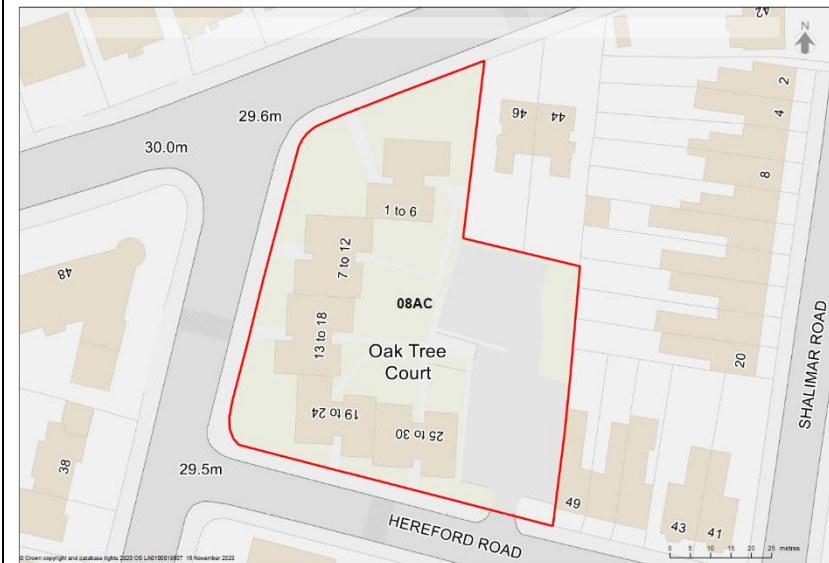 42
N
29.6m
30.0m
2
4
8
46
44
1 to 6
7 to 12
48
08AC
13 to 18
Oak Tree
Court
20
SHALIMAR ROAD
19 to 24
25 to 30
38
29.5m
49
HEREFORD ROAD
43
41
0 5 10 15 20 25 metres
© Crown copyright and database rights 2020 OS 16 November 2023